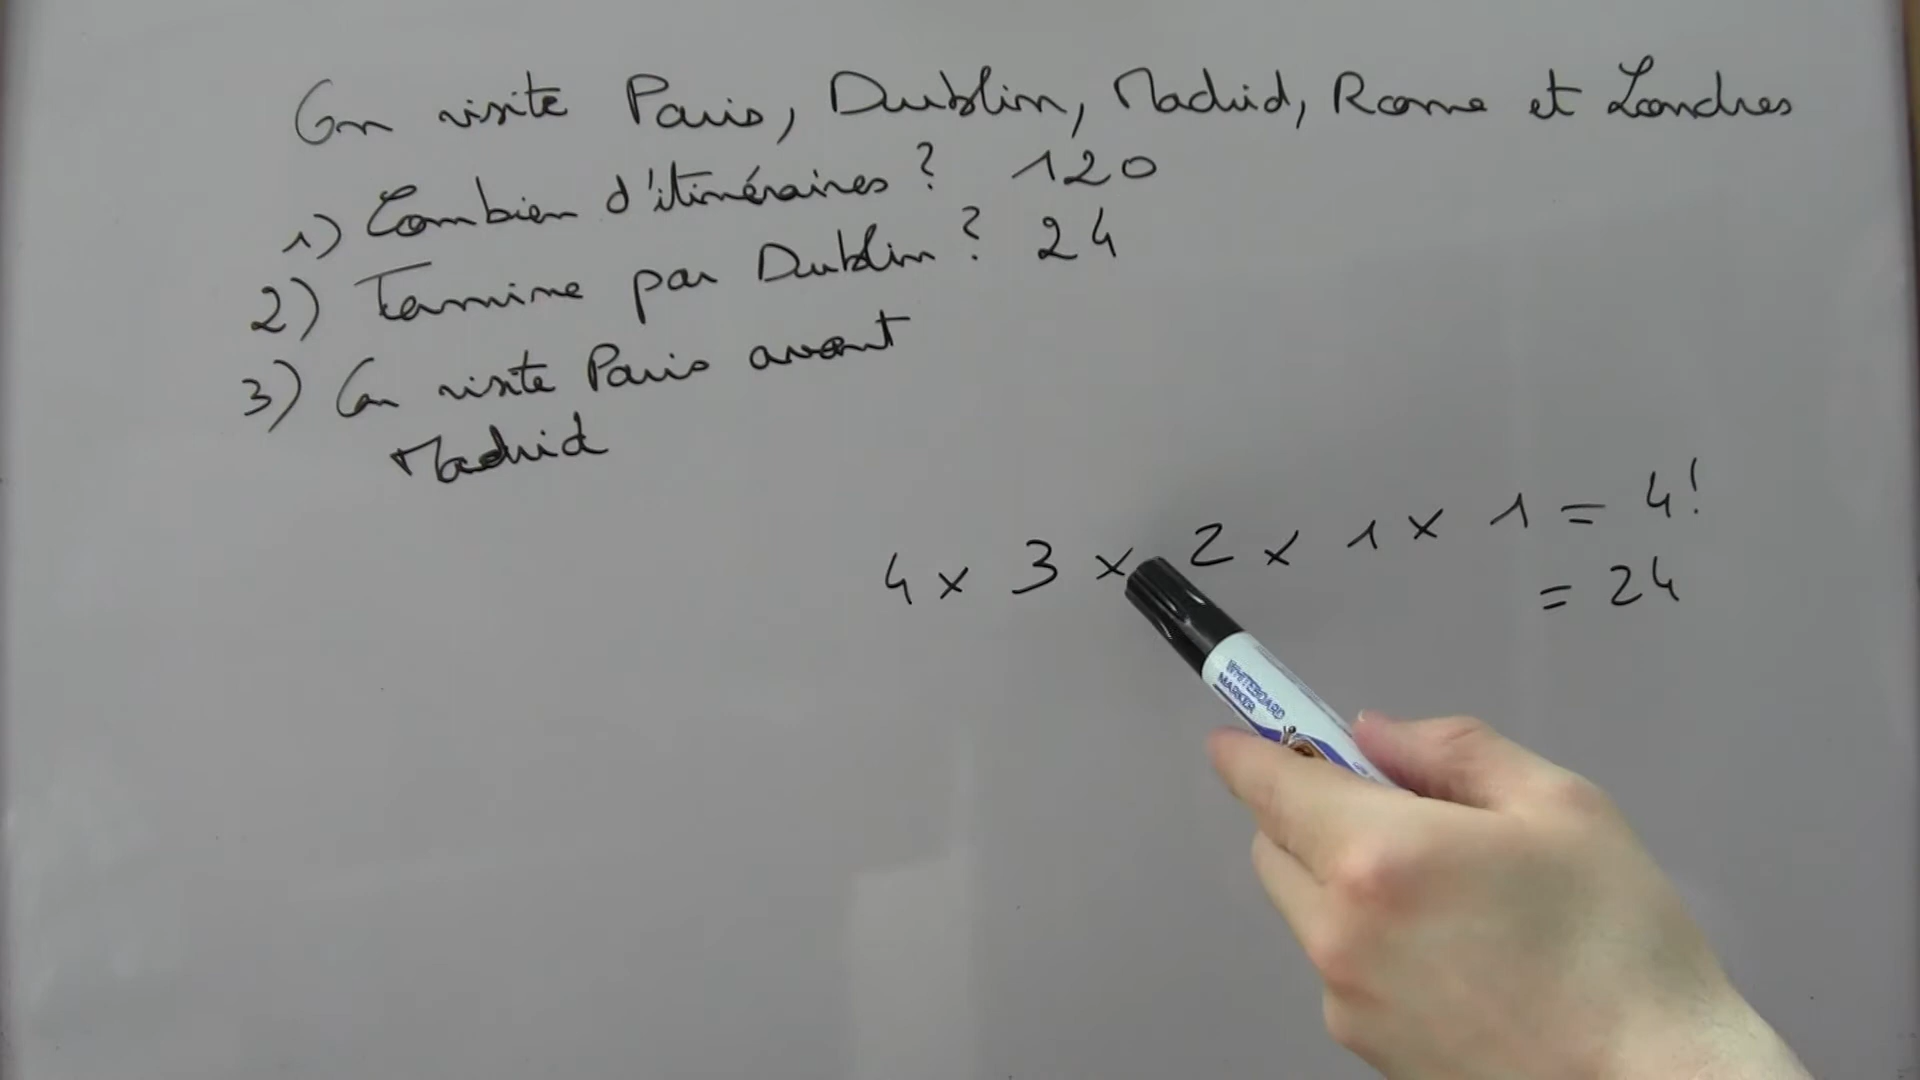 On visite Paris, Dublin, Madrid, Rome et Londres
1) Combien d'itinéraires ? 120
2) Termine par Dublin ? 24
3) On visite Paris avant
Madrid
4 x 3 x 2 x 1 x 1 = 4!
= 24
WHITEBOARD
MARKER